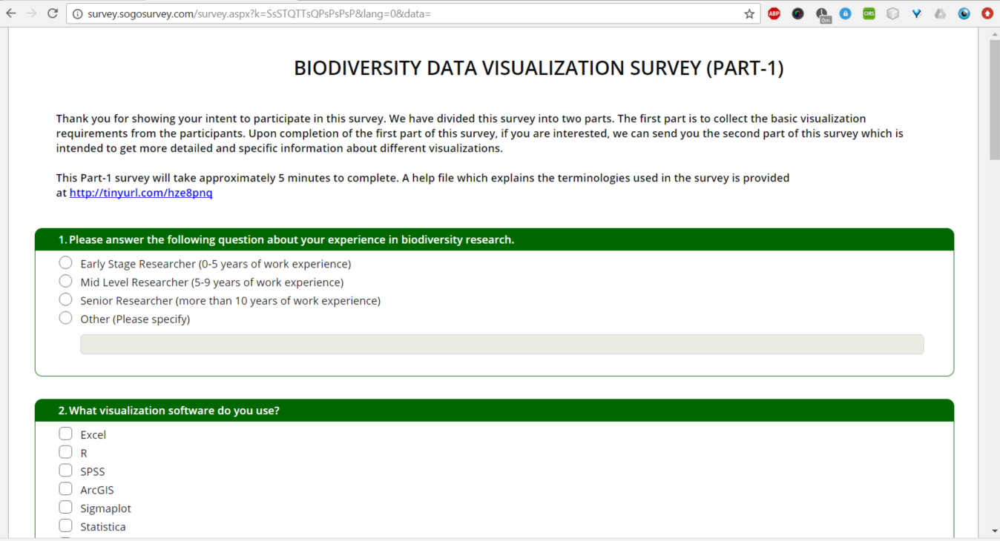 survey.sogosurvey.com/survey.aspx?k=SsSTQTTsQPsPsPsP&lang=0&data=
ABP
0m
CORS
BIODIVERSITY DATA VISUALIZATION SURVEY (PART-1)
Thank you for showing your intent to participate in this survey. We have divided this survey into two parts. The first part is to collect the basic visualization
requirements from the participants. Upon completion of the first part of this survey, if you are interested, we can send you the second part of this survey which is
intended to get more detailed and specific information about different visualizations.
This Part-1 survey will take approximately 5 minutes to complete. A help file which explains the terminologies used in the survey is provided
at http://tinyurl.com/hze8pnq
1. Please answer the following question about your experience in biodiversity research.
Early Stage Researcher (0-5 years of work experience)
Mid Level Researcher (5-9 years of work experience)
Senior Researcher (more than 10 years of work experience)
Other (Please specify)
2. What visualization software do you use?
Excel
R
SPSS
ArcGIS
Sigmaplot
Statistica